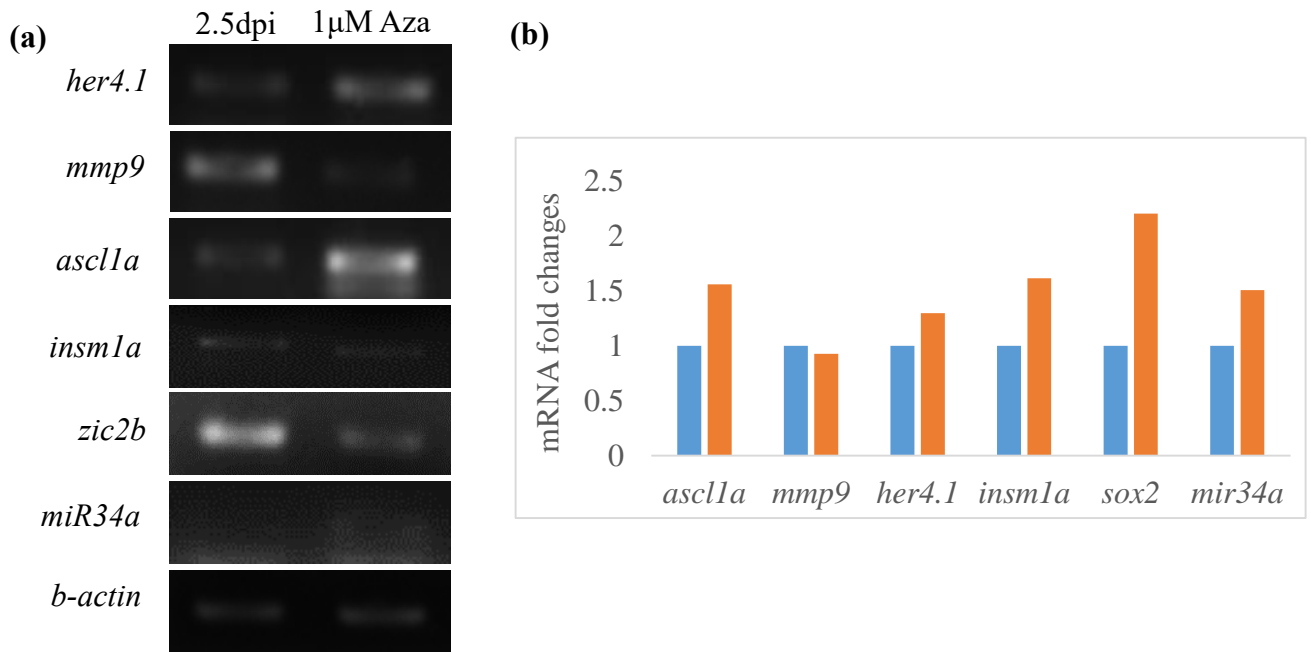 (a)
2.5dpi 1μM Aza
her4.1
mmp9
ascl1a
insm1a
zic2b
miR34a
b-actin
(b)
mRNA fold changes
2.5
2
1.5
1
0.5
0
ascl1a mmp9 her4.1 insm1a sox2 mir34a